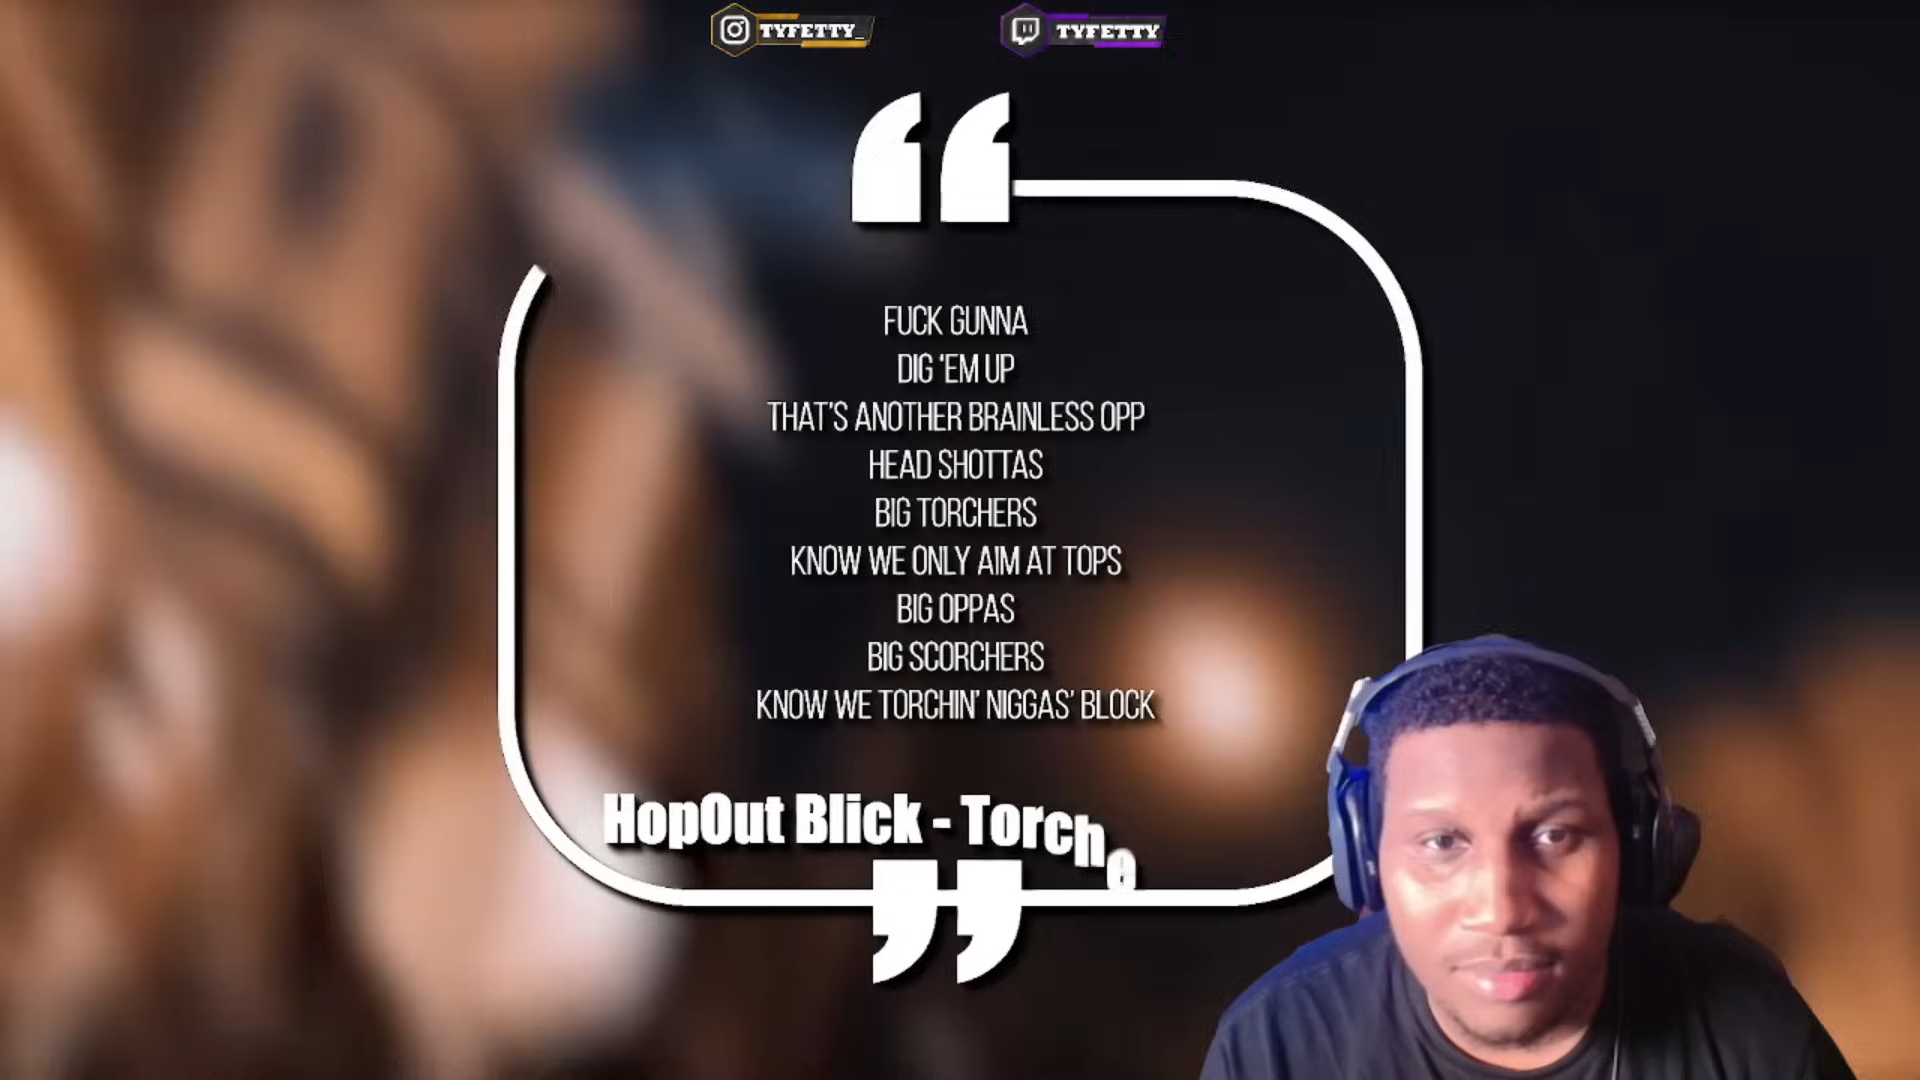 TYFETTY_
TYFETTY
FUCK GUNNA
DIG ‘EM UP
THAT'S ANOTHER BRAINLESS OPP
HEAD SHOTTAS
BIG TORCHERS
KNOW WE ONLY AIM AT TOPS
BIG OPPAS
BIG SCORCHERS
KNOW WE TORCHIN' NIGGAS' BLOCK
HopOut Blick - Torche